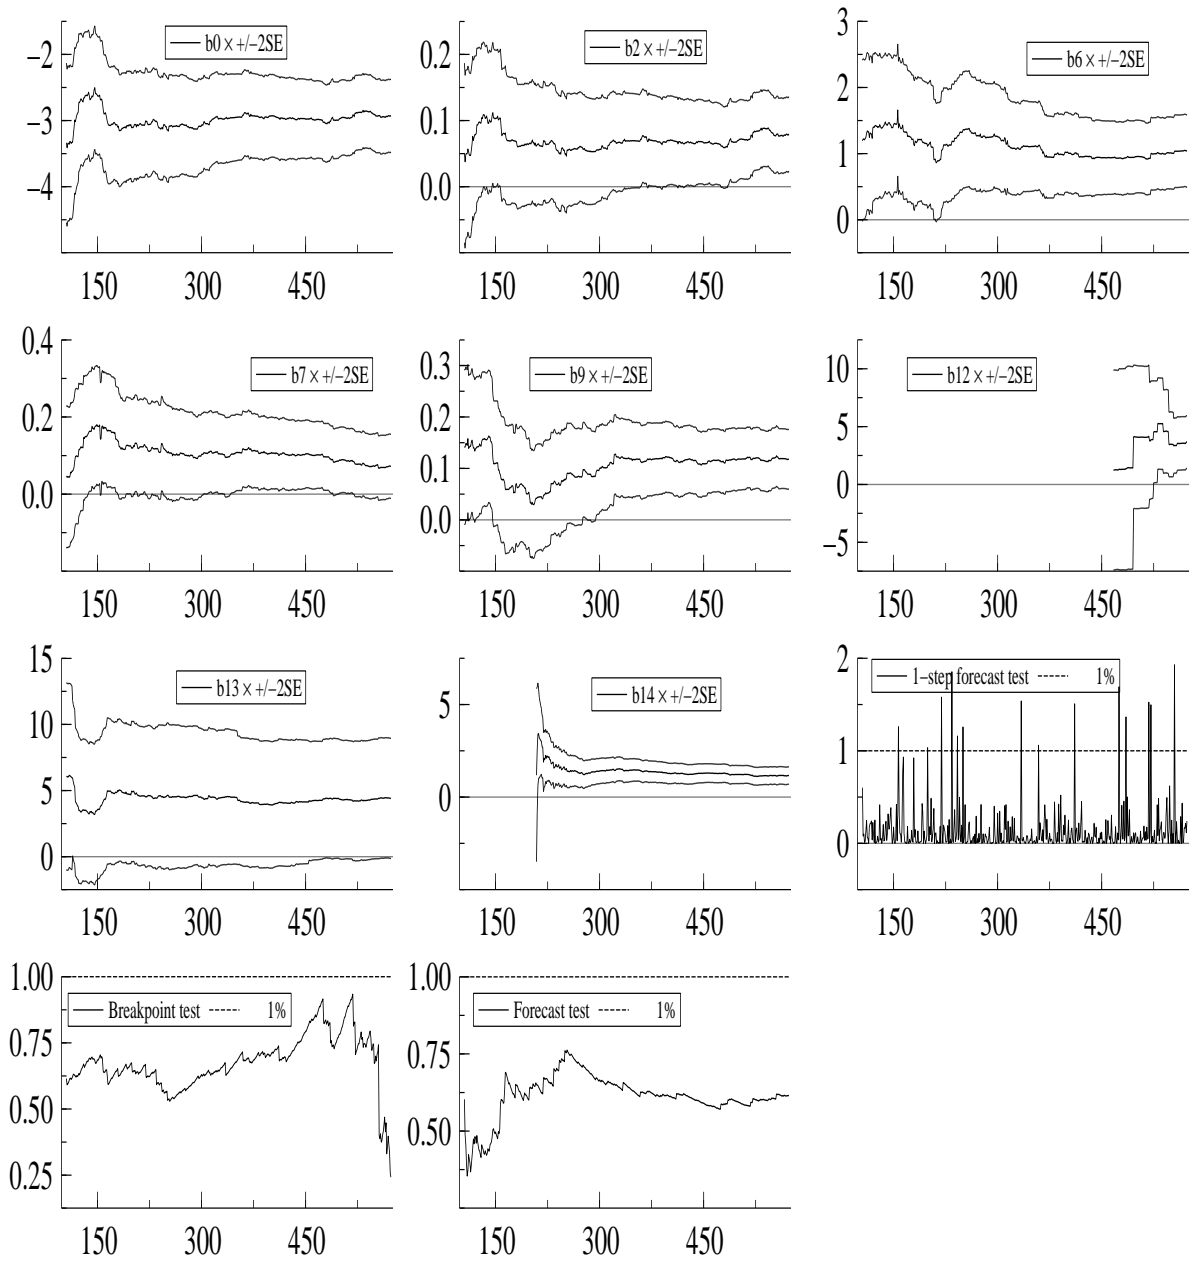 b0 × +/−2SE
−2
−3
−4
150 300 450
b2 × +/−2SE
0.2
0.1
0.0
150 300 450
b6 × +/−2SE
3
2
1
0
150 300 450
b7 × +/−2SE
0.4
0.2
0.0
150 300 450
b9 × +/−2SE
0.3
0.2
0.1
0.0
150 300 450
b12 × +/−2SE
10
5
0
−5
150 300 450
b13 × +/−2SE
15
10
5
0
150 300 450
b14 × +/−2SE
5
0
150 300 450
1−step forecast test 1%
2
1
0
150 300 450
1.00
Breakpoint test 1%
0.75
0.50
0.25
150 300 450
1.00
Forecast test 1%
0.75
0.50
150 300 450